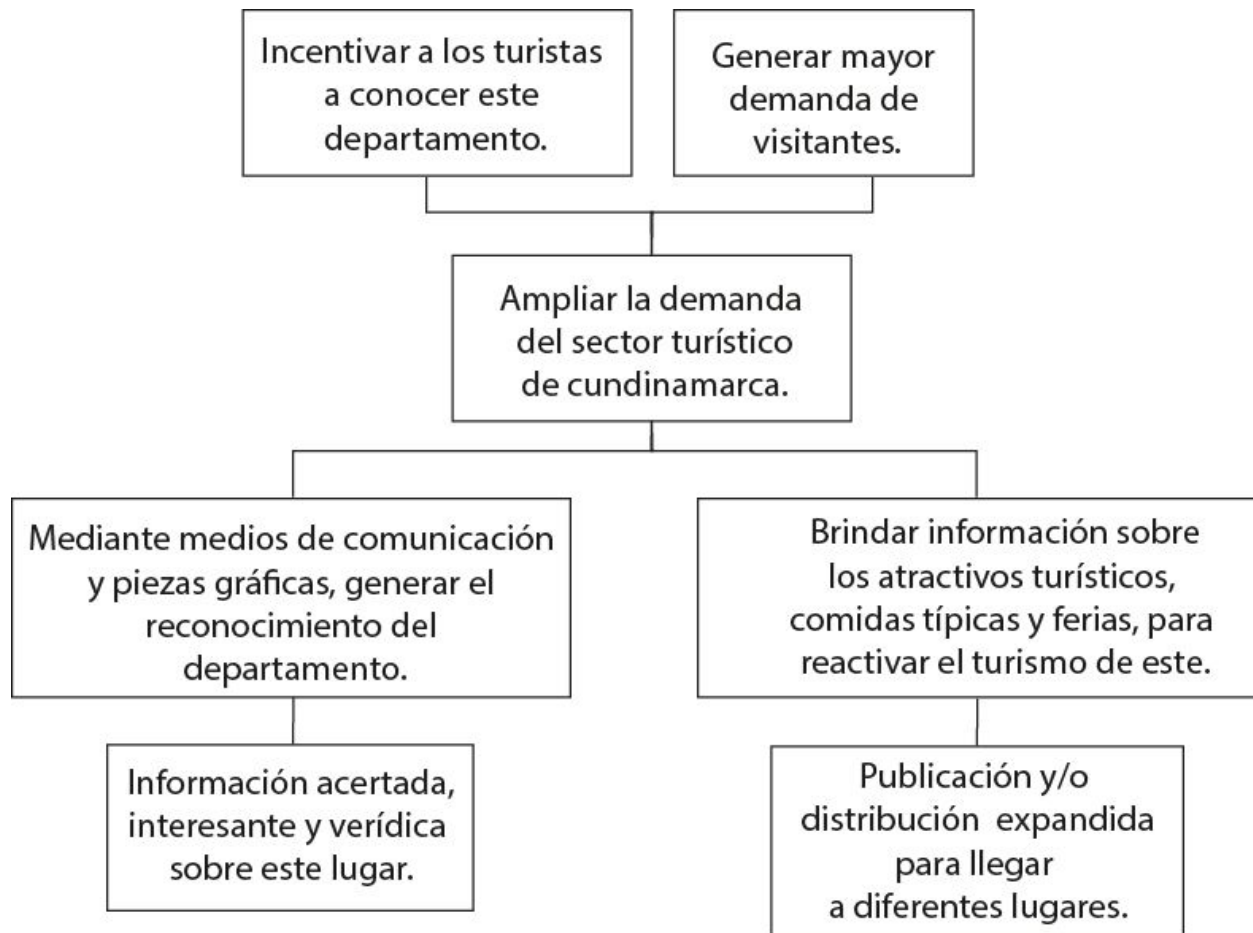 Incentivar a los turistas
a conocer este
departamento.
Generar mayor
demanda de
visitantes.
Ampliar la demanda
del sector turístico
de cundinamarca.
Mediante medios de comunicación
y piezas gráficas, generar el
reconocimiento del
departamento.
Brindar información sobre
los atractivos turísticos,
comidas típicas y ferias, para
reactivar el turismo de este.
Información acertada,
interesante y verídica
sobre este lugar.
Publicación y/o
distribución expandida
para llegar
a diferentes lugares.